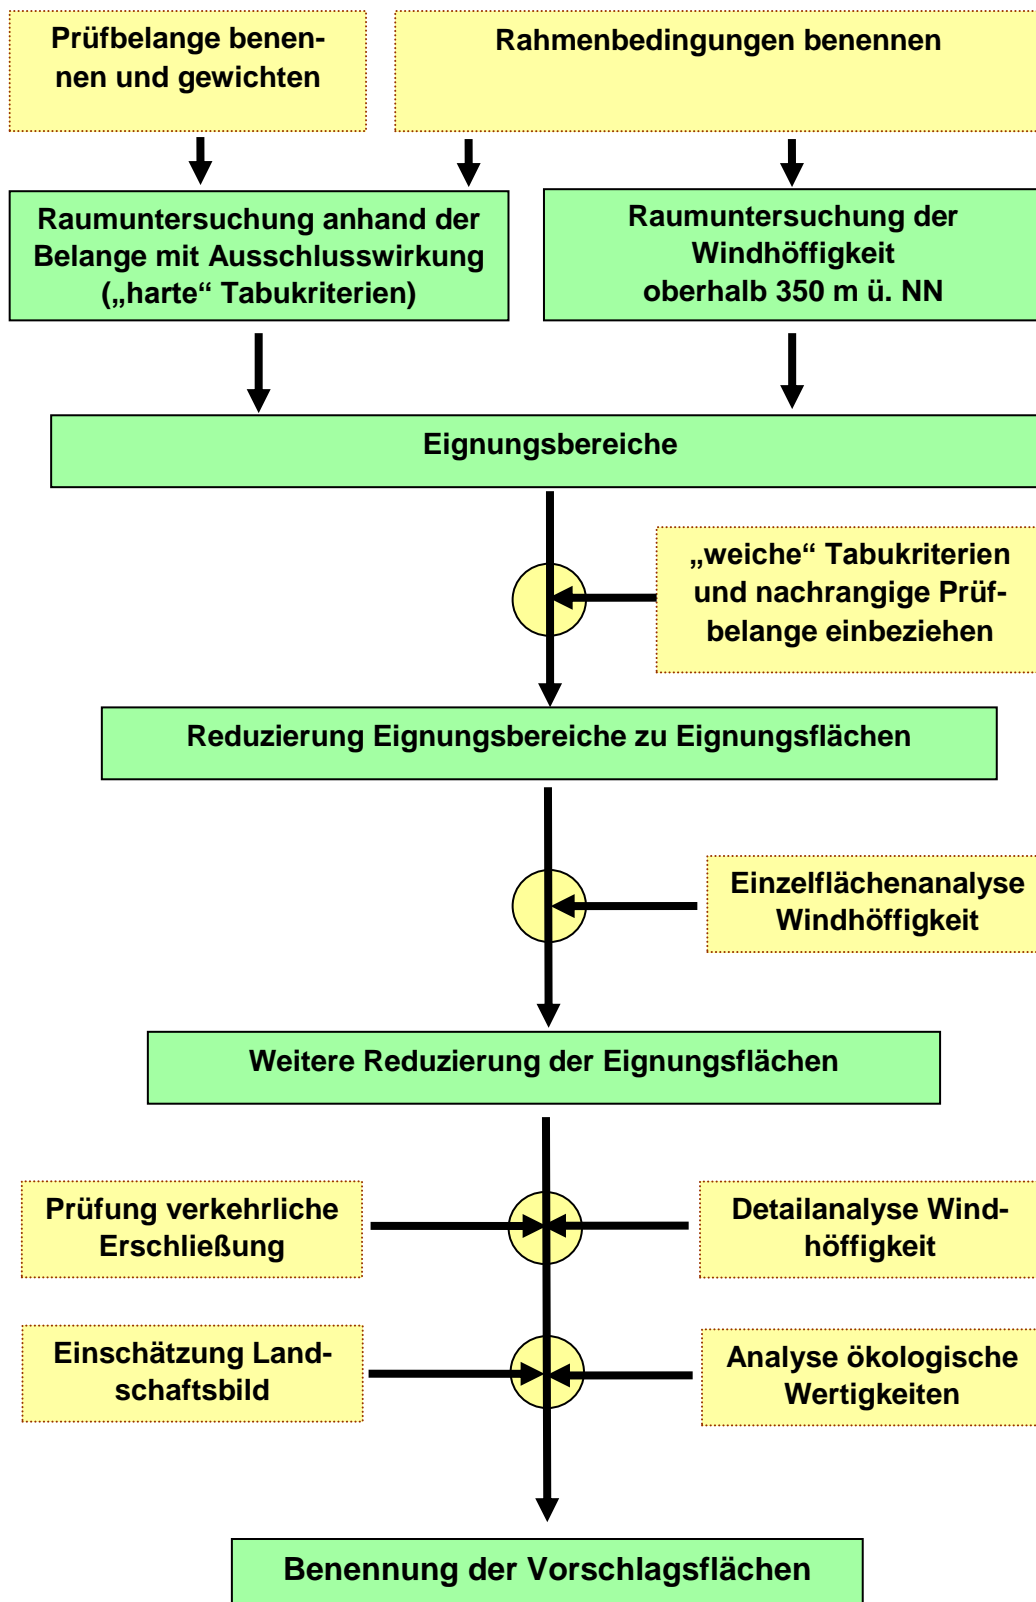 Prüfbelange benen-
nen und gewichten
Rahmenbedingungen benennen
Raumuntersuchung anhand der
Belange mit Ausschlusswirkung
(„harte“ Tabukriterien)
Raumuntersuchung der
Windhöffigkeit
oberhalb 350 m ü. NN
Eignungsbereiche
„weiche“ Tabukriterien
und nachrangige Prüf-
belange einbeziehen
Reduzierung Eignungsbereiche zu Eignungsflächen
Einzelflächenanalyse
Windhöffigkeit
Weitere Reduzierung der Eignungsflächen
Prüfung verkehrliche
Erschließung
Detailanalyse Wind-
höffigkeit
Einschätzung Land-
schaftsbild
Analyse ökologische
Wertigkeiten
Benennung der Vorschlagsflächen